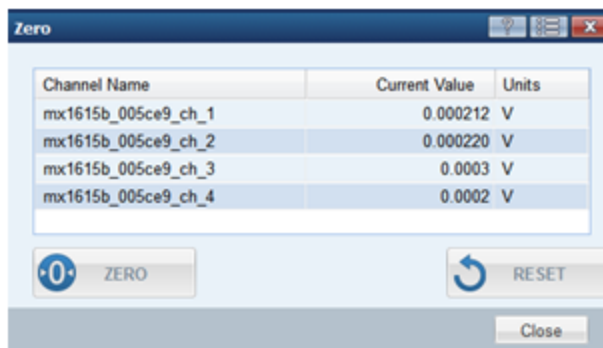 Zero
Channel Name Current Value Units
mx1615b_005ce9_ch_1 0.000212 V
mx1615b_005ce9_ch_2 0.000220 V
mx1615b_005ce9_ch_3 0.0003 V
mx1615b_005ce9_ch_4 0.0002 V
0 ZERO RESET
Close